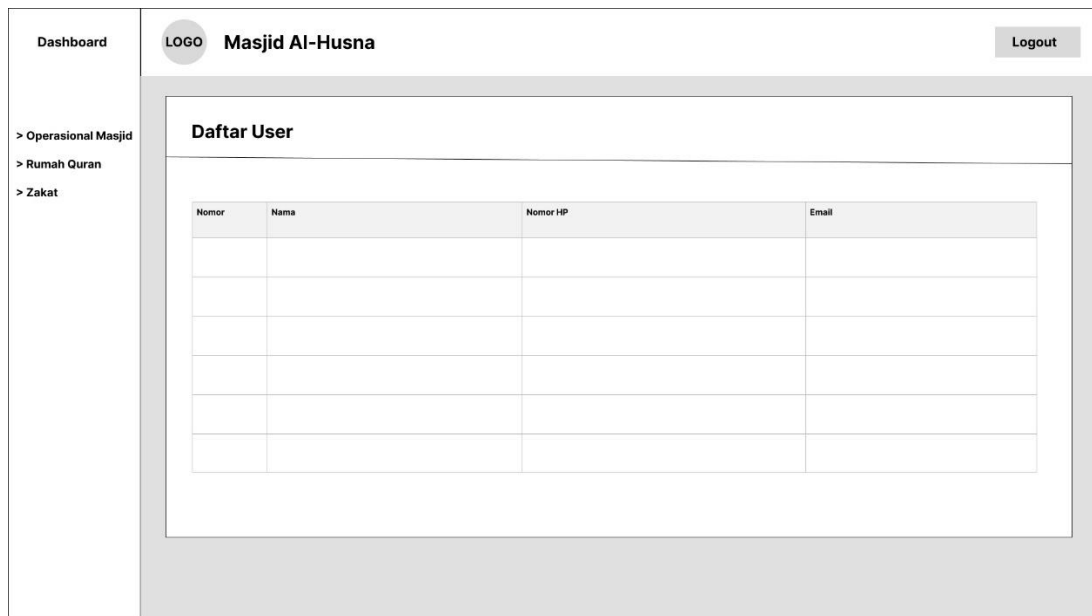 Dashboard
LOGO
Masjid Al-Husna
Logout
> Operasional Masjid
> Rumah Quran
> Zakat
Daftar User
Nomor Nama Nomor HP Email